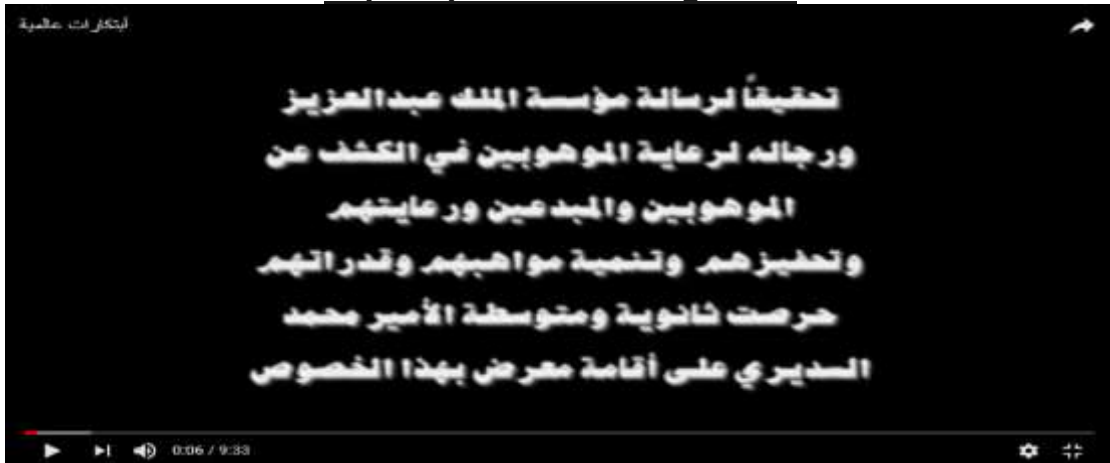 أبتكارات عالمية
تحقيقاً لرسالة مؤسسة الملك عبدالعزيز
ورجاله لرعاية الموهوبين في الكشف عن
الموهوبين والمبدعين ورعايتهم
وتحفيزهم وتنمية مواهبهم وقدراتهم
حرصت ثانوية ومتوسطة الأمير محمد
السديري على أقامة معرض بهذا الخصوص
0:06 / 9:33